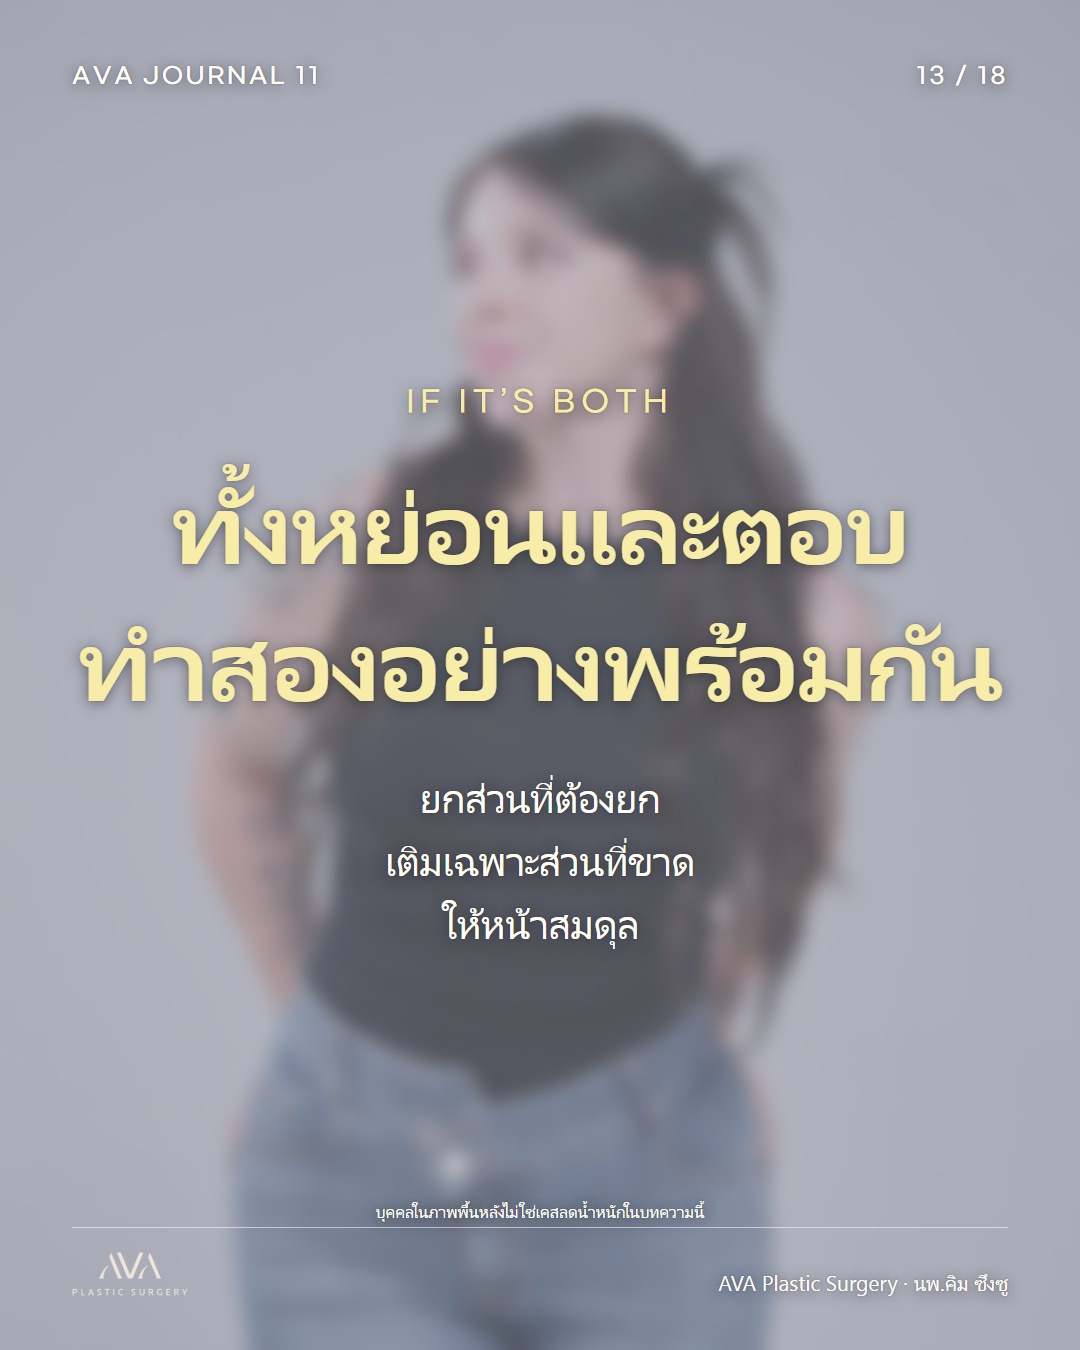 AVA JOURNAL 11
13 / 18
IF IT’S BOTH
ทั้งหย่อนและตอบ
ทำสองอย่างพร้อมกัน
ยกส่วนที่ต้องยก
เติมเฉพาะส่วนที่ขาด
ให้หน้าสมดุล
บุคคลในภาพพื้นหลังไม่ใช่เคสลดน้ำหนักในบทความนี้
AVA
PLASTIC SURGERY
AVA Plastic Surgery · นพ.คิม ซึงซู